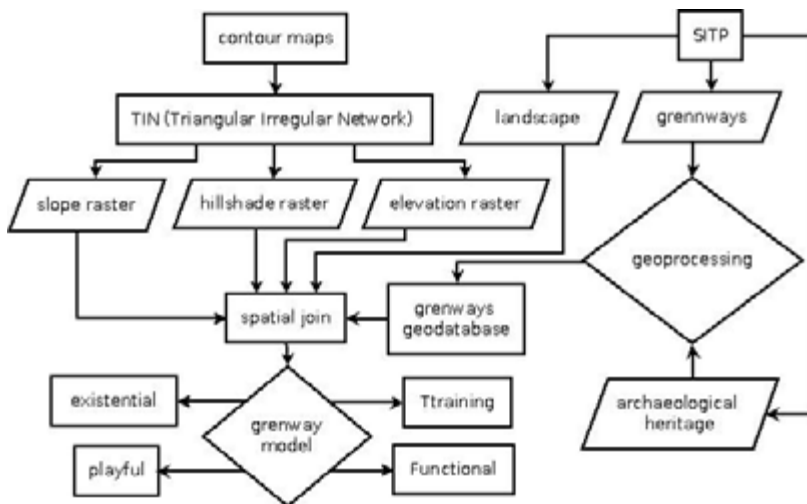 contour maps
SITP
TIN (Triangular Irregular Network)
landscape
grennways
slope raster
hillshade raster
elevation raster
geoprocessing
spatial join
grenways
geodatabase
existential
Ttraining
grenway
model
archaeological
heritage
playful
Functional